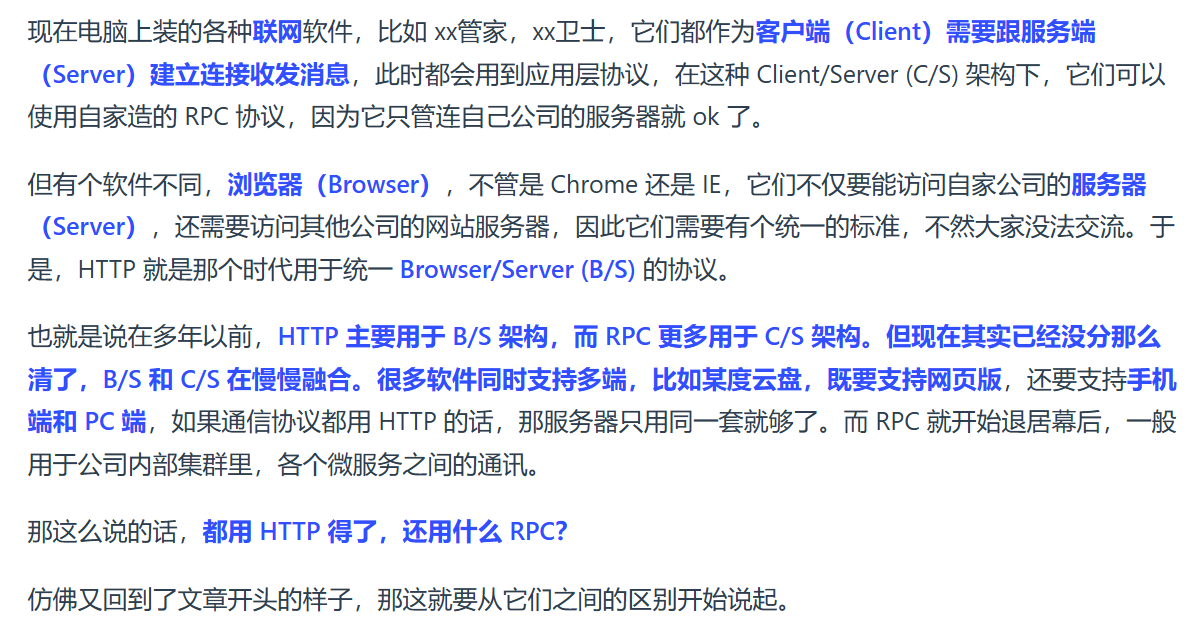 现在电脑上装的各种联网软件，比如 xx管家，xx卫士，它们都作为客户端（Client）需要跟服务端
（Server）建立连接收发消息，此时都会用到应用层协议，在这种 Client/Server (C/S) 架构下，它们可以
使用自家造的 RPC 协议，因为它只管连自己公司的服务器就 ok 了。
但有个软件不同，浏览器（Browser），不管是 Chrome 还是 IE，它们不仅要能访问自家公司的服务器
（Server），还需要访问其他公司的网站服务器，因此它们需要有个统一的标准，不然大家没法交流。于
是，HTTP 就是那个时代用于统一 Browser/Server (B/S) 的协议。
也就是说在多年以前，HTTP 主要用于 B/S 架构，而 RPC 更多用于 C/S 架构。但现在其实已经没分那么
清了，B/S 和 C/S 在慢慢融合。很多软件同时支持多端，比如某度云盘，既要支持网页版，还要支持手机
端和 PC 端，如果通信协议都用 HTTP 的话，那服务器只用同一套就够了。而 RPC 就开始退居幕后，一般
用于公司内部集群里，各个微服务之间的通讯。
那这么说的话，都用 HTTP 得了，还用什么 RPC？
仿佛又回到了文章开头的样子，那这就要从它们之间的区别开始说起。